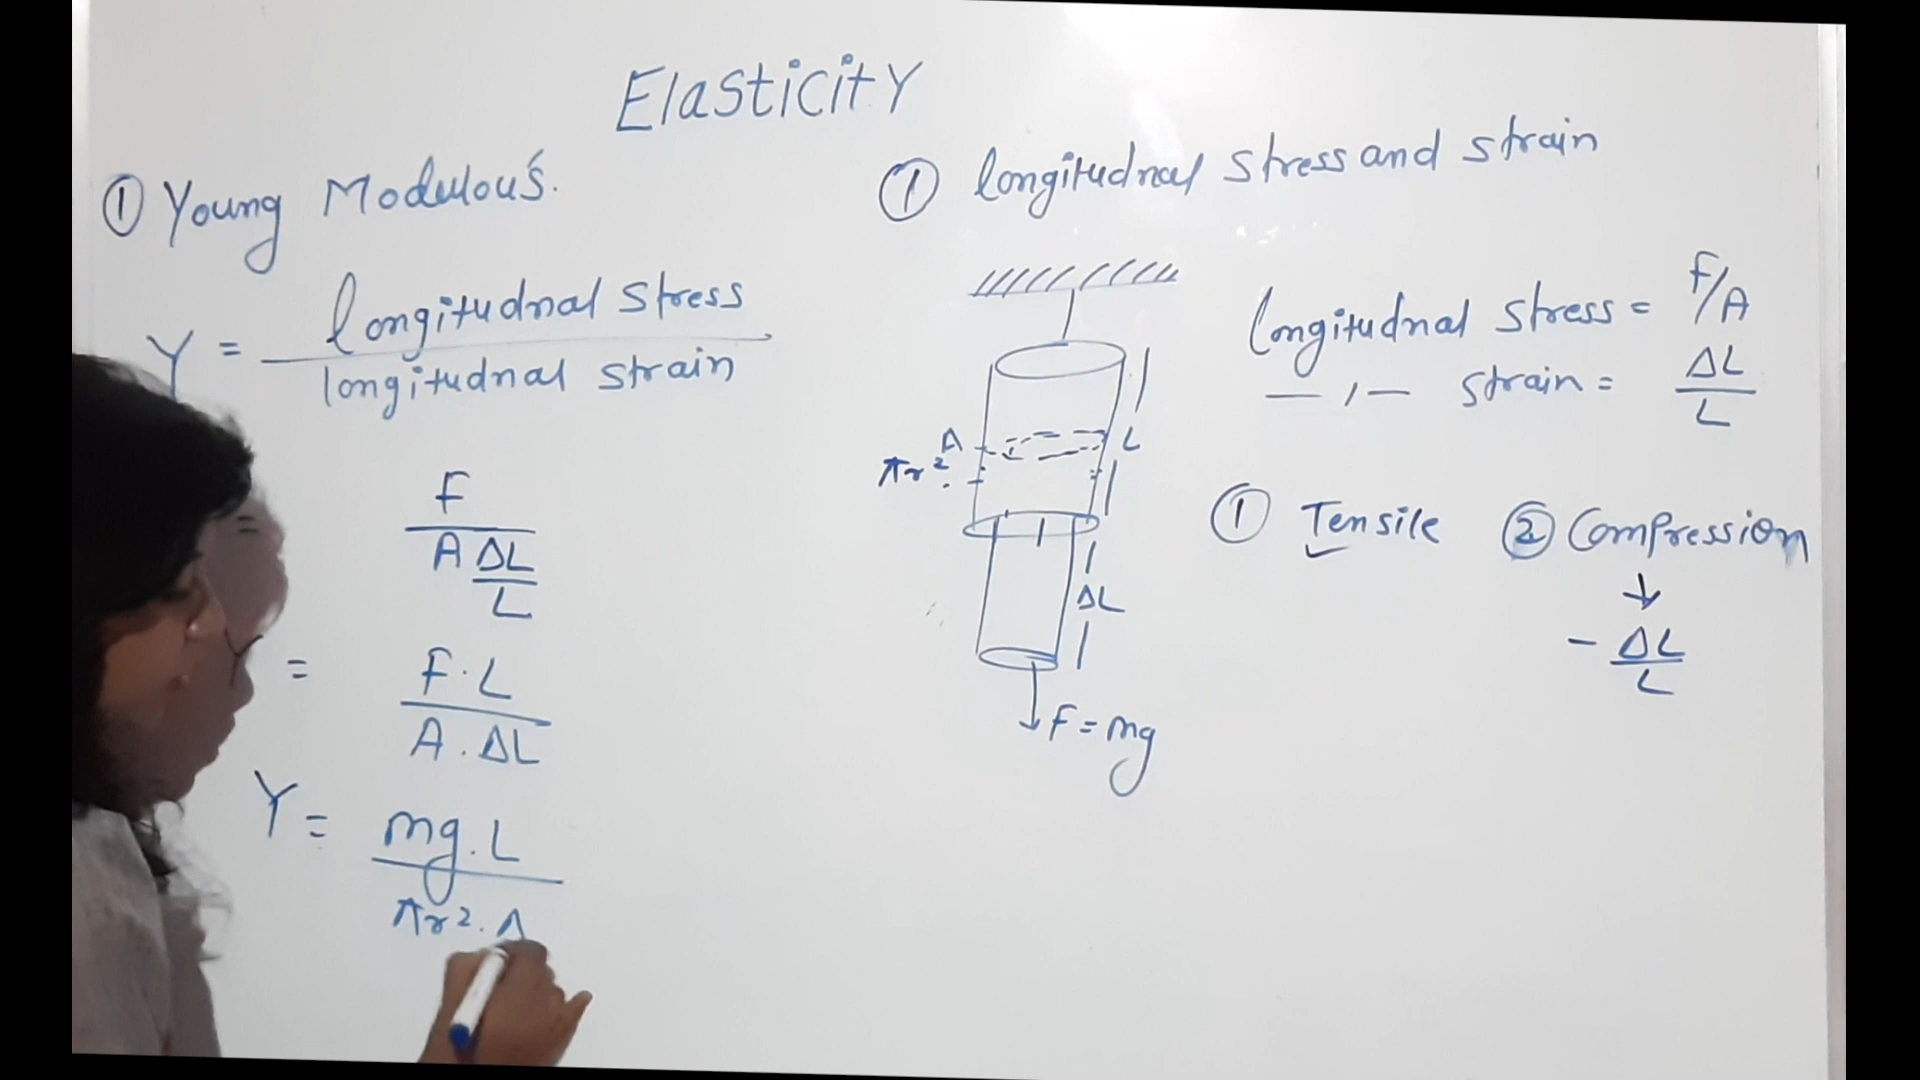 Elasticity
① Young Modulou's.
Y = longitudnal stress
longitudnal strain
= F
A ΔL
L
= F.L
A.ΔL
Y = mg.L
πr².Δ
① longitudnal stress and strain
A
πr²
L
ΔL
F = mg
longitudnal stress = F/A
— , — strain = ΔL
L
① Tensile ② Compression
↓
- ΔL
L